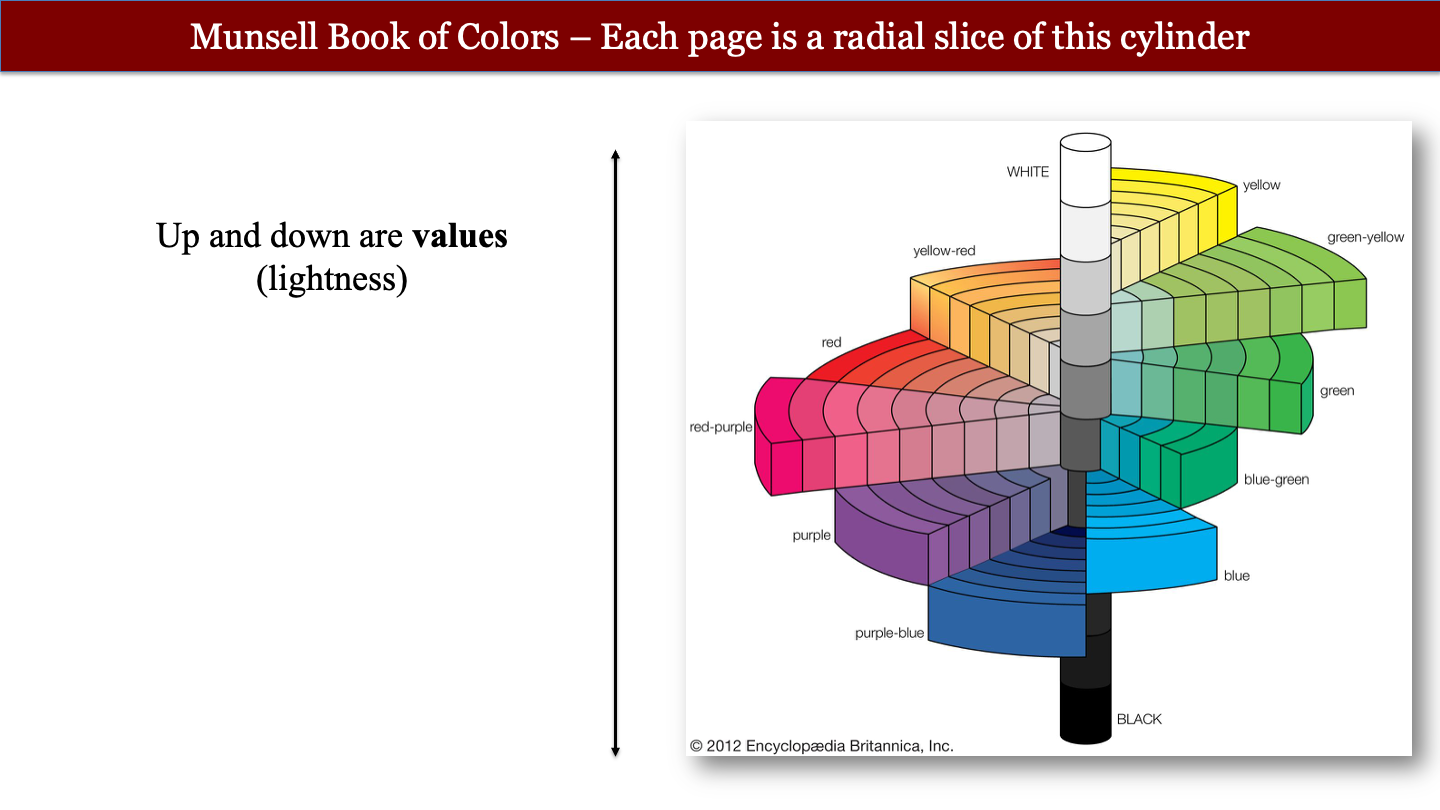 Munsell Book of Colors – Each page is a radial slice of this cylinder
Up and down are values
(lightness)
WHITE
yellow
green-yellow
yellow-red
red
green
red-purple
blue-green
purple
blue
purple-blue
BLACK
© 2012 Encyclopædia Britannica, Inc.